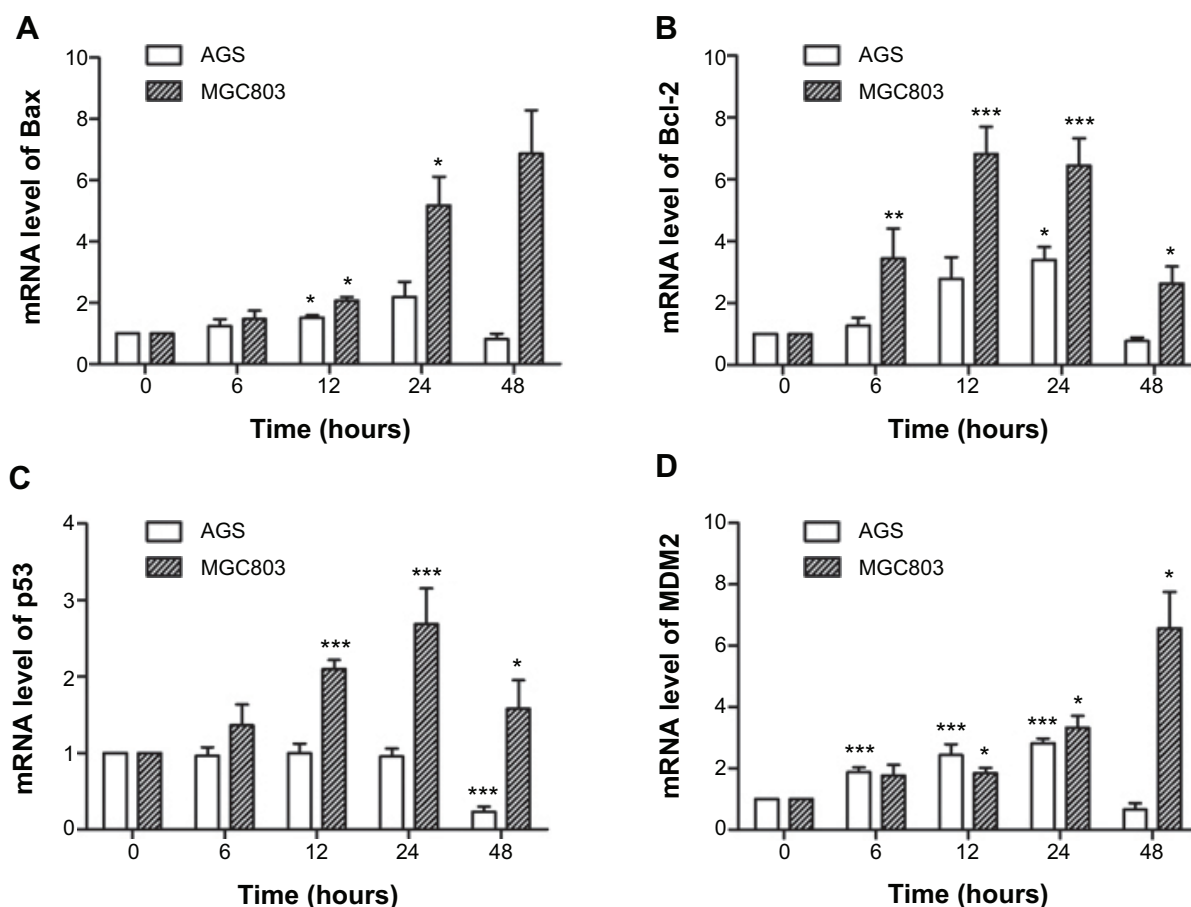 A
mRNA level of Bax
10
8
6
4
2
0
AGS
MGC803
*
*
*
0 6 12 24 48
Time (hours)
B
mRNA level of Bcl-2
10
8
6
4
2
0
AGS
MGC803
**
***
*
***
*
0 6 12 24 48
Time (hours)
C
mRNA level of p53
4
3
2
1
0
AGS
MGC803
***
***
***
*
0 6 12 24 48
Time (hours)
D
mRNA level of MDM2
10
8
6
4
2
0
AGS
MGC803
***
***
*
***
*
*
0 6 12 24 48
Time (hours)